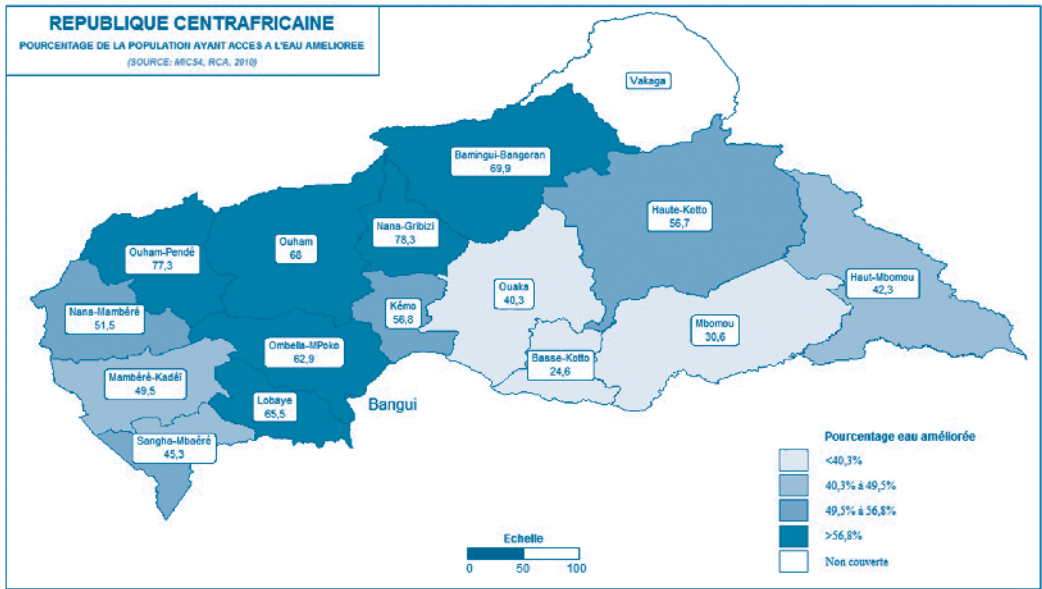 REPUBLIQUE CENTRAFRICAINE
POURCENTAGE DE LA POPULATION AYANT ACCES A L'EAU AMELIOREE
(SOURCE: MICS4, RCA, 2010)
Vakaga
Bamingui-Bangoran
69,9
Haute-Kotto
56,7
Nana-Gribizi
78,3
Ouham
68
Ouham-Pendé
77,3
Haut-Mbomou
42,3
Ouaka
40,3
Kémo
56,8
Nana-Mambéré
51,5
Mbomou
30,6
Ombella-MPoko
62,9
Basse-Kotto
24,6
Mambéré-Kadéï
49,5
Lobaye
65,5
Bangui
Sangha-Mbaéré
45,3
Pourcentage eau améliorée
<40,3%
40,3% à 49,5%
49,5% à 56,8%
>56,8%
Non couverte
Echelle
0 50 100